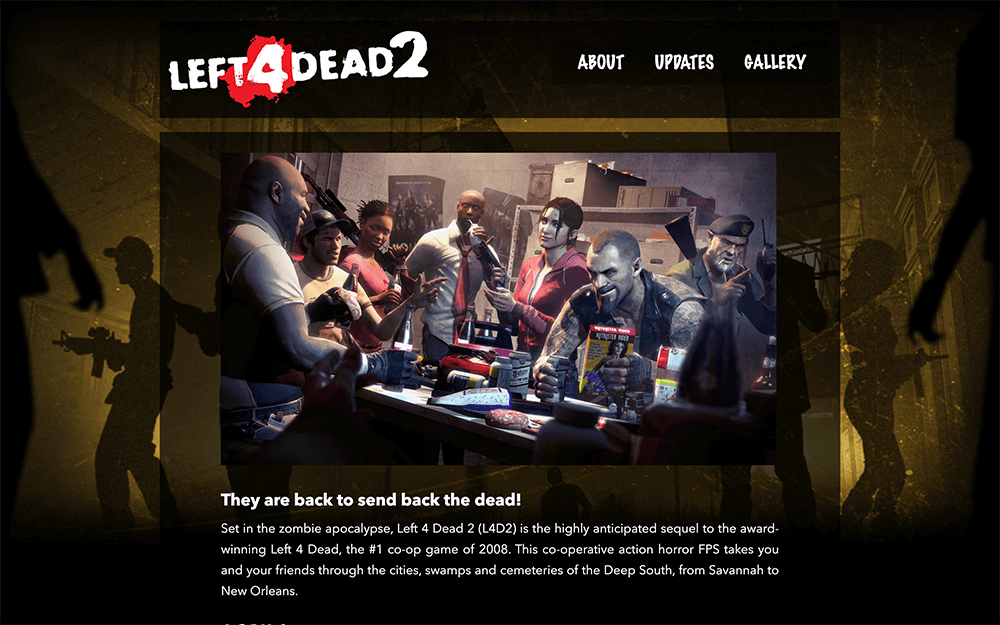 LEFT 4 DEAD 2
ABOUT UPDATES GALLERY
They are back to send back the dead!
Set in the zombie apocalypse, Left 4 Dead 2 (L4D2) is the highly anticipated sequel to the award-
winning Left 4 Dead, the #1 co-op game of 2008. This co-operative action horror FPS takes you
and your friends through the cities, swamps and cemeteries of the Deep South, from Savannah to
New Orleans.